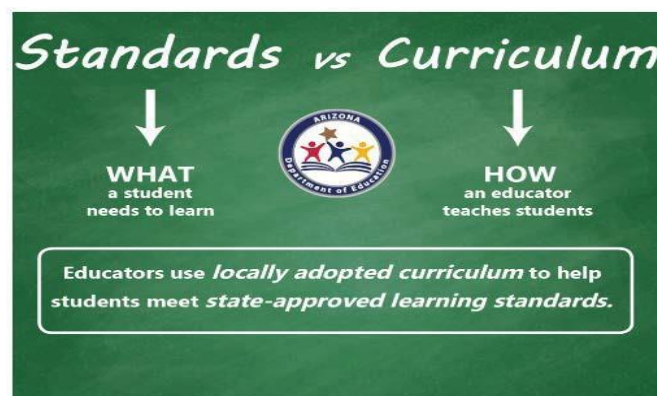 Standards vs Curriculum
WHAT
a student
needs to learn
ARIZONA
Department of Education
HOW
an educator
teaches students
Educators use locally adopted curriculum to help
students meet state-approved learning standards.